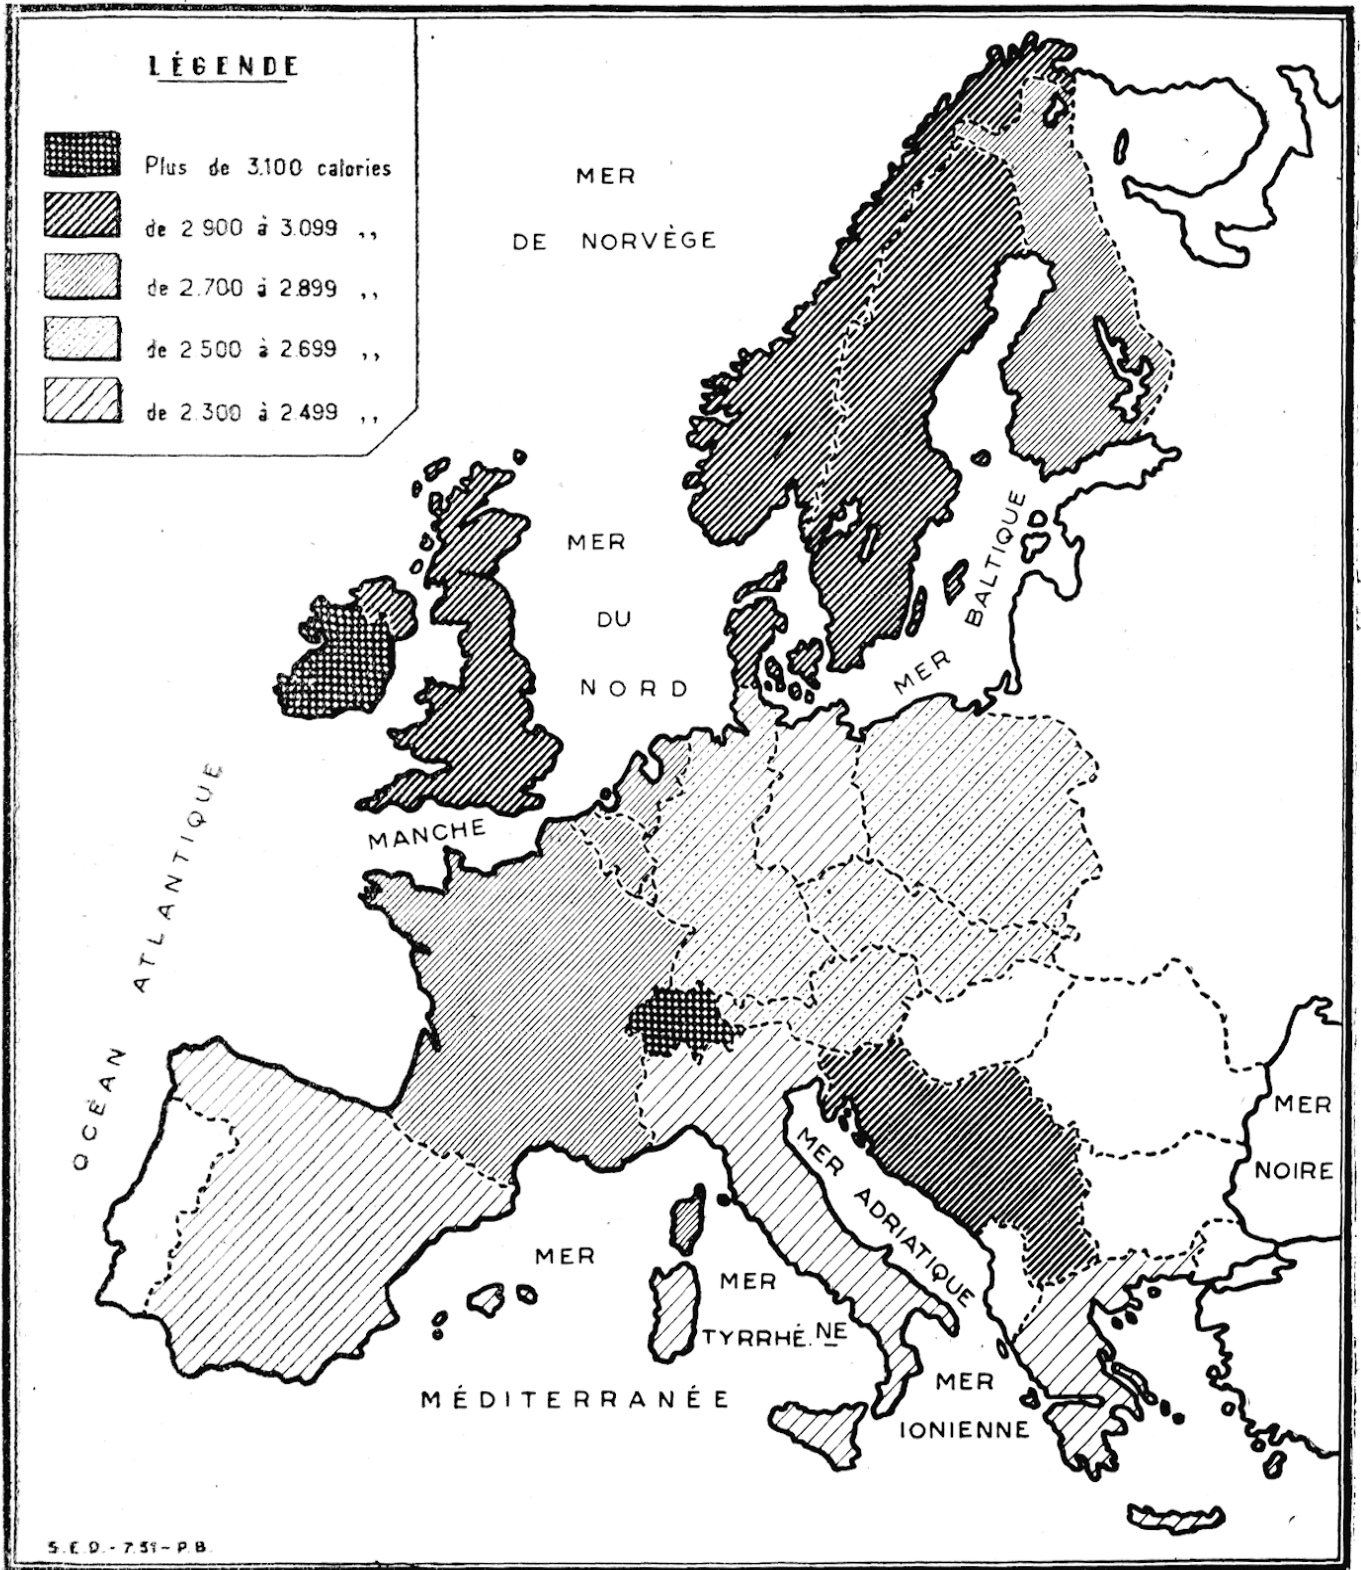 LÉGENDE
Plus de 3.100 calories
de 2 900 à 3.099 ,,
de 2.700 à 2.899 ,,
de 2 500 à 2.699 ,,
de 2.300 à 2.499 ,,
MER
DE NORVÈGE
MER
DU
NORD
MER BALTIQUE
MANCHE
OCÉAN ATLANTIQUE
MER
NOIRE
MER ADRIATIQUE
MER
MÉDITERRANÉE
MER
TYRRHÉ.NE
MER
IONIENNE
S.E.D.-7.51-P.B.